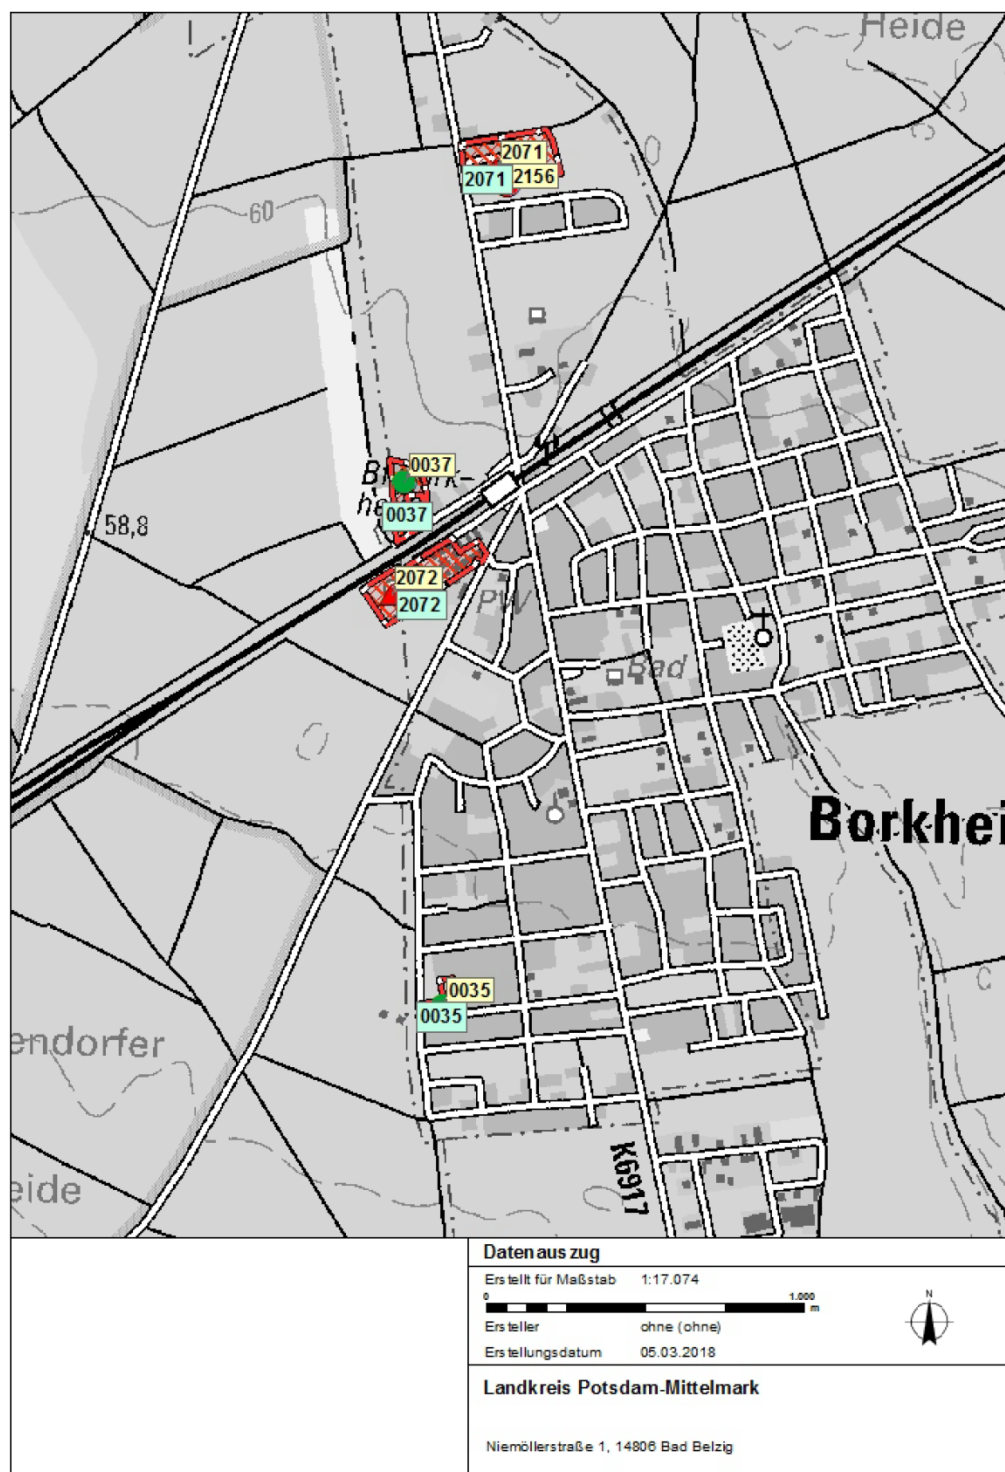 Heide
2071
2071
2156
60
0037
0037
58,8
2072
2072
PW
Bad
Borkhei
0035
0035
endorfer
eide
K6917
Datenauszug
Erstellt für Maßstab 1:17.074
0 1.000
m
N
Ersteller ohne (ohne)
Erstellungsdatum 05.03.2018
Landkreis Potsdam-Mittelmark
Niemöllerstraße 1, 14806 Bad Belzig